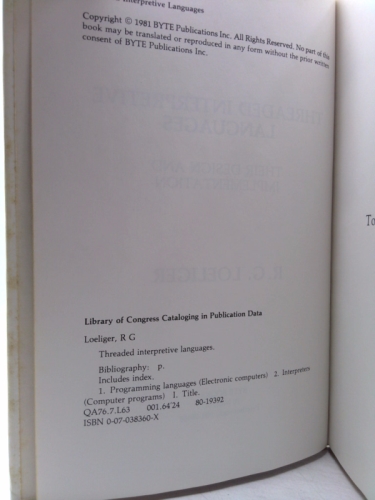 Interpretive Languages
Copyright © 1981 BYTE Publications Inc. All Rights Reserved. No part of this
book may be translated or reproduced in any form without the prior written
consent of BYTE Publications Inc.
Library of Congress Cataloging in Publication Data
Loeliger, R G
Threaded interpretive languages.
Bibliography: p.
Includes index.
1. Programming languages (Electronic computers) 2. Interpreters
(Computer programs) 1. Title.
QA76.7.L63 001.64'24 80-19392
ISBN 0-07-038360-X
To